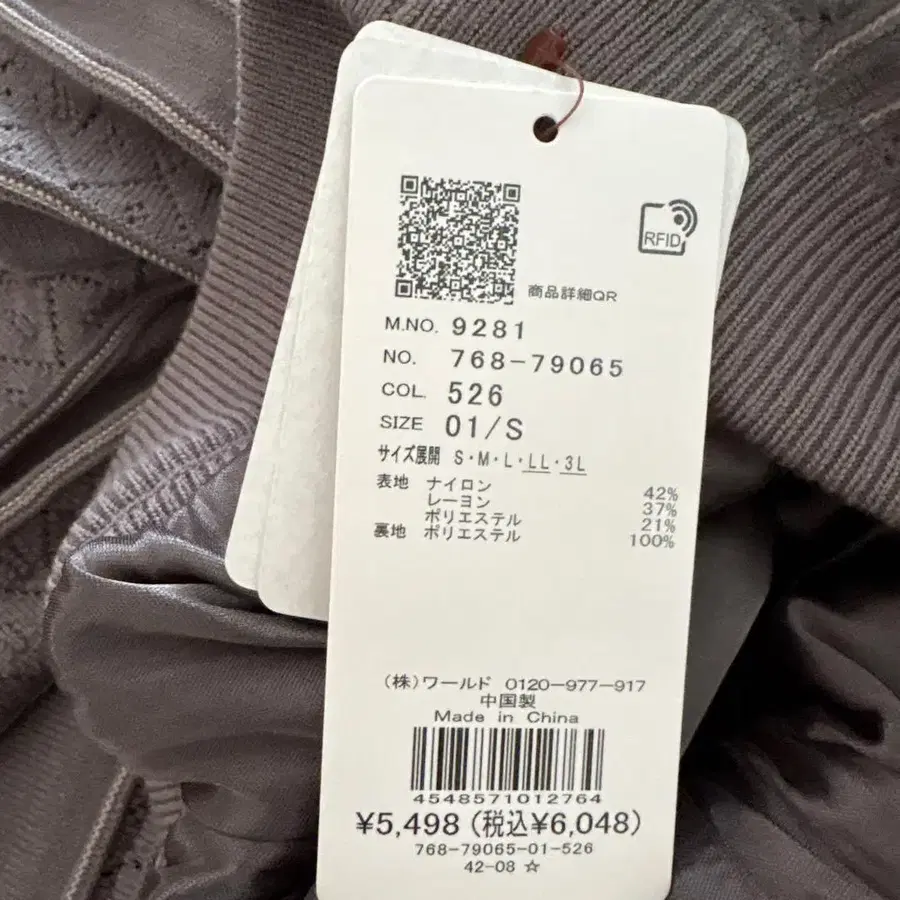 RFID
商品詳細QR
M.NO. 9281
NO. 768-79065
COL. 526
SIZE 01/S
サイズ展開 S・M・L・LL・3L
表地 ナイロン 42%
レーヨン 37%
ポリエステル 21%
裏地 ポリエステル 100%
(株)ワールド 0120-977-917
中国製
Made in China
4548571012764
¥5,498(税込¥6,048)
768-79065-01-526
42-08 ☆